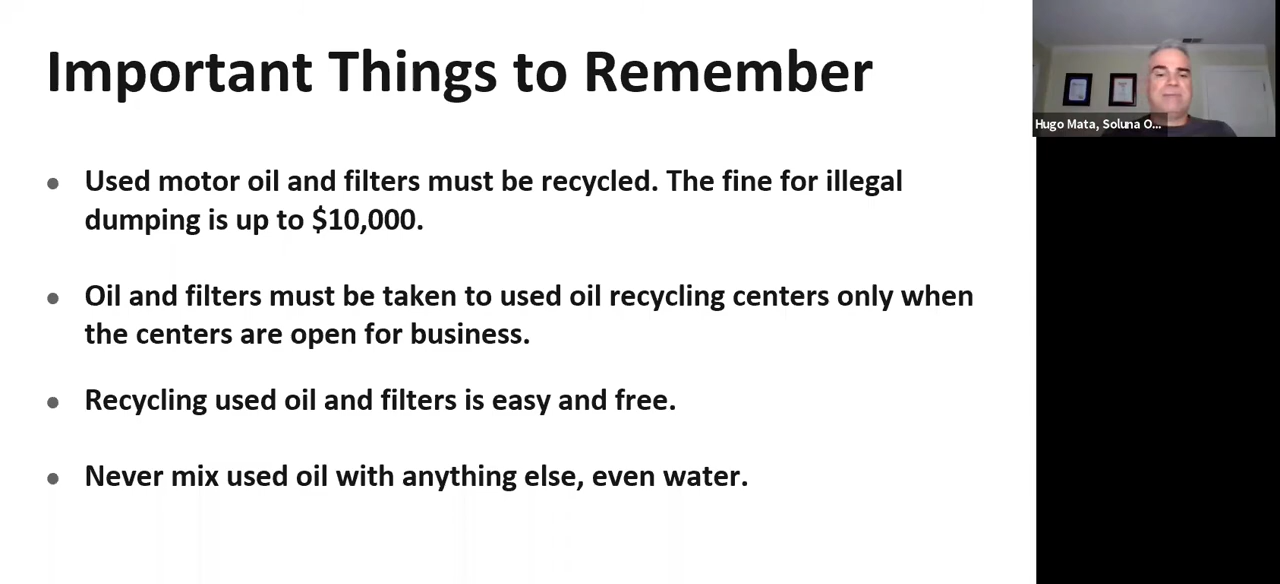 Important Things to Remember
Hugo Mata, Soluna O...
• Used motor oil and filters must be recycled. The fine for illegal
dumping is up to $10,000.
• Oil and filters must be taken to used oil recycling centers only when
the centers are open for business.
• Recycling used oil and filters is easy and free.
• Never mix used oil with anything else, even water.